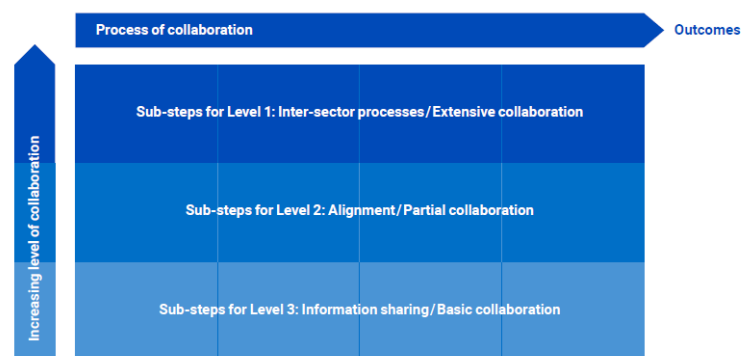 Process of collaboration
Outcomes
Increasing level of collaboration
Sub-steps for Level 1: Inter-sector processes/Extensive collaboration
Sub-steps for Level 2: Alignment/Partial collaboration
Sub-steps for Level 3: Information sharing/Basic collaboration